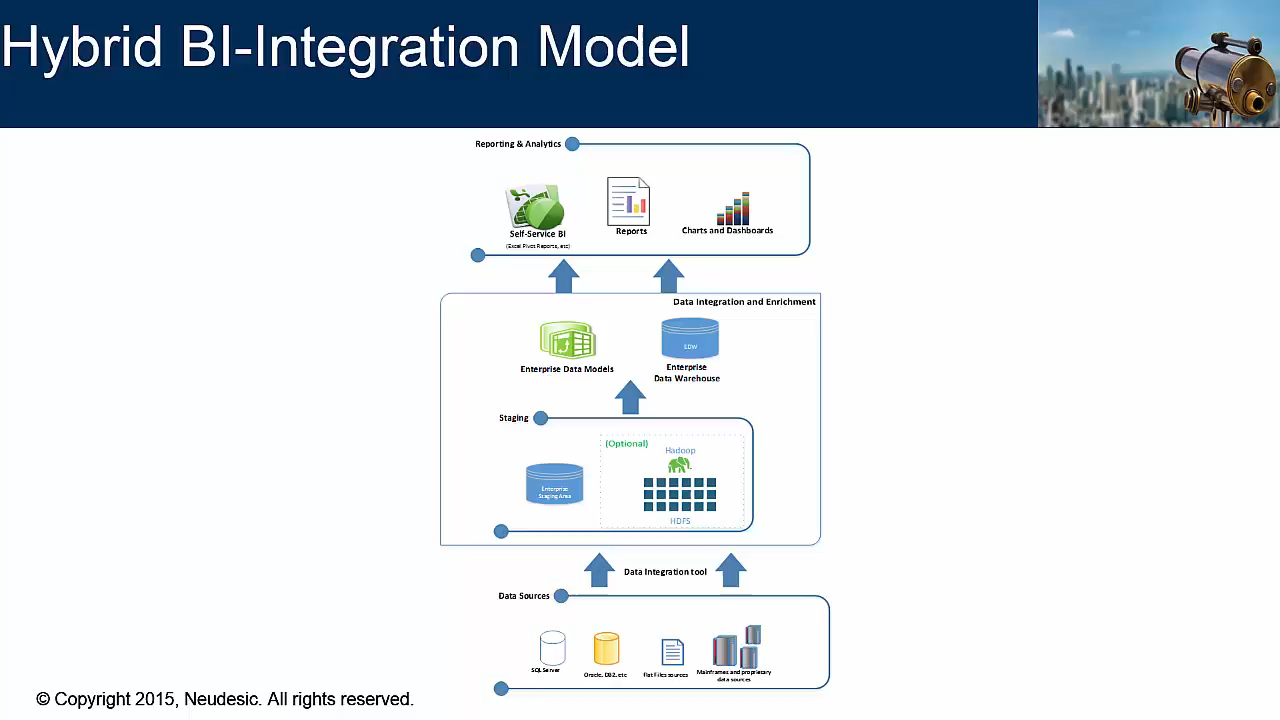 Hybrid BI-Integration Model
Reporting & Analytics
Self-Service BI
(Excel Pivot Reports, etc)
Reports
Charts and Dashboards
Data Integration and Enrichment
EDW
Enterprise Data Models
Enterprise
Data Warehouse
Staging
(Optional)
Hadoop
Enterprise
Staging Area
HDFS
Data Integration tool
Data Sources
SQL Server
Oracle, DB2, etc
Flat Files sources
Mainframes and proprietary
data sources
© Copyright 2015, Neudesic. All rights reserved.